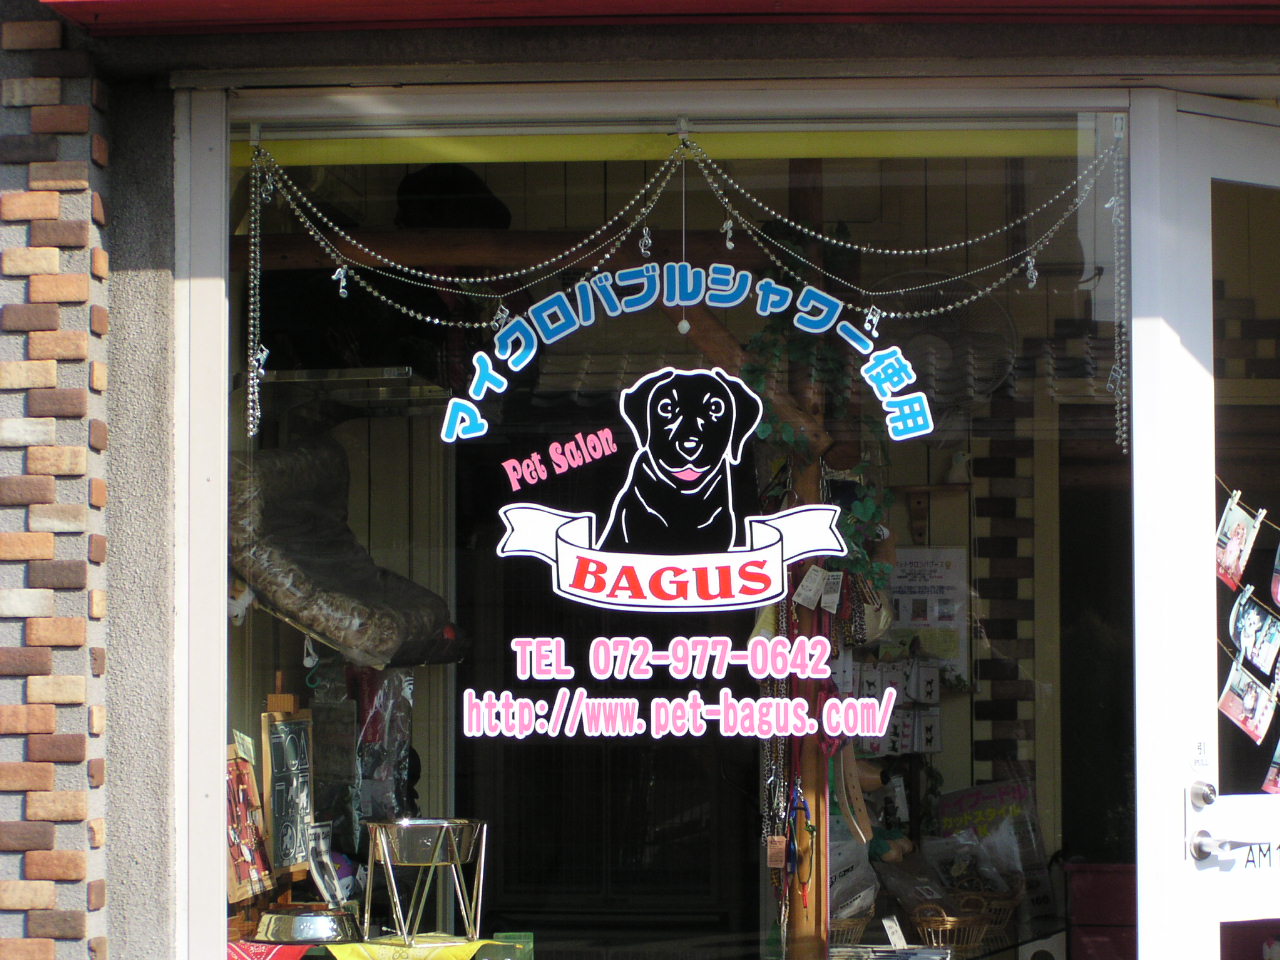 マイクロバブルシャワー使用
Pet Salon
BAGUS
TEL 072-977-0642
http://www.pet-bagus.com/
AM